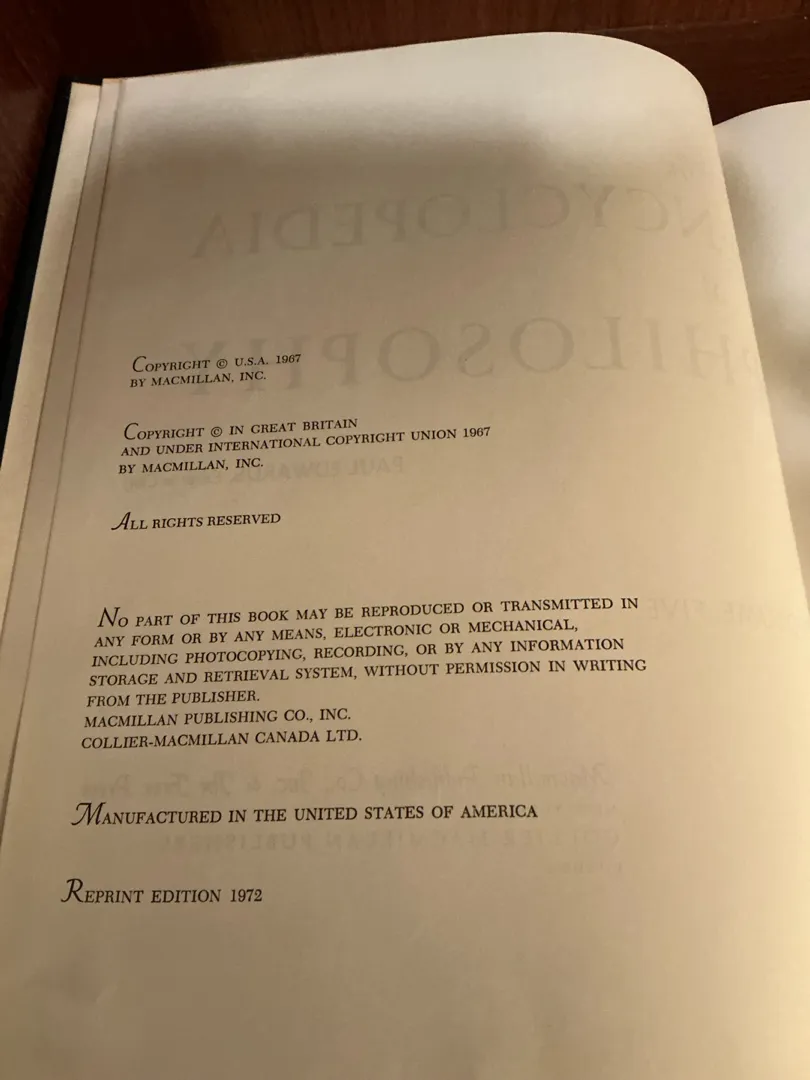 COPYRIGHT © U.S.A. 1967
BY MACMILLAN, INC.
COPYRIGHT © IN GREAT BRITAIN
AND UNDER INTERNATIONAL COPYRIGHT UNION 1967
BY MACMILLAN, INC.
ALL RIGHTS RESERVED
NO PART OF THIS BOOK MAY BE REPRODUCED OR TRANSMITTED IN
ANY FORM OR BY ANY MEANS, ELECTRONIC OR MECHANICAL,
INCLUDING PHOTOCOPYING, RECORDING, OR BY ANY INFORMATION
STORAGE AND RETRIEVAL SYSTEM, WITHOUT PERMISSION IN WRITING
FROM THE PUBLISHER.
MACMILLAN PUBLISHING CO., INC.
COLLIER-MACMILLAN CANADA LTD.
MANUFACTURED IN THE UNITED STATES OF AMERICA
REPRINT EDITION 1972